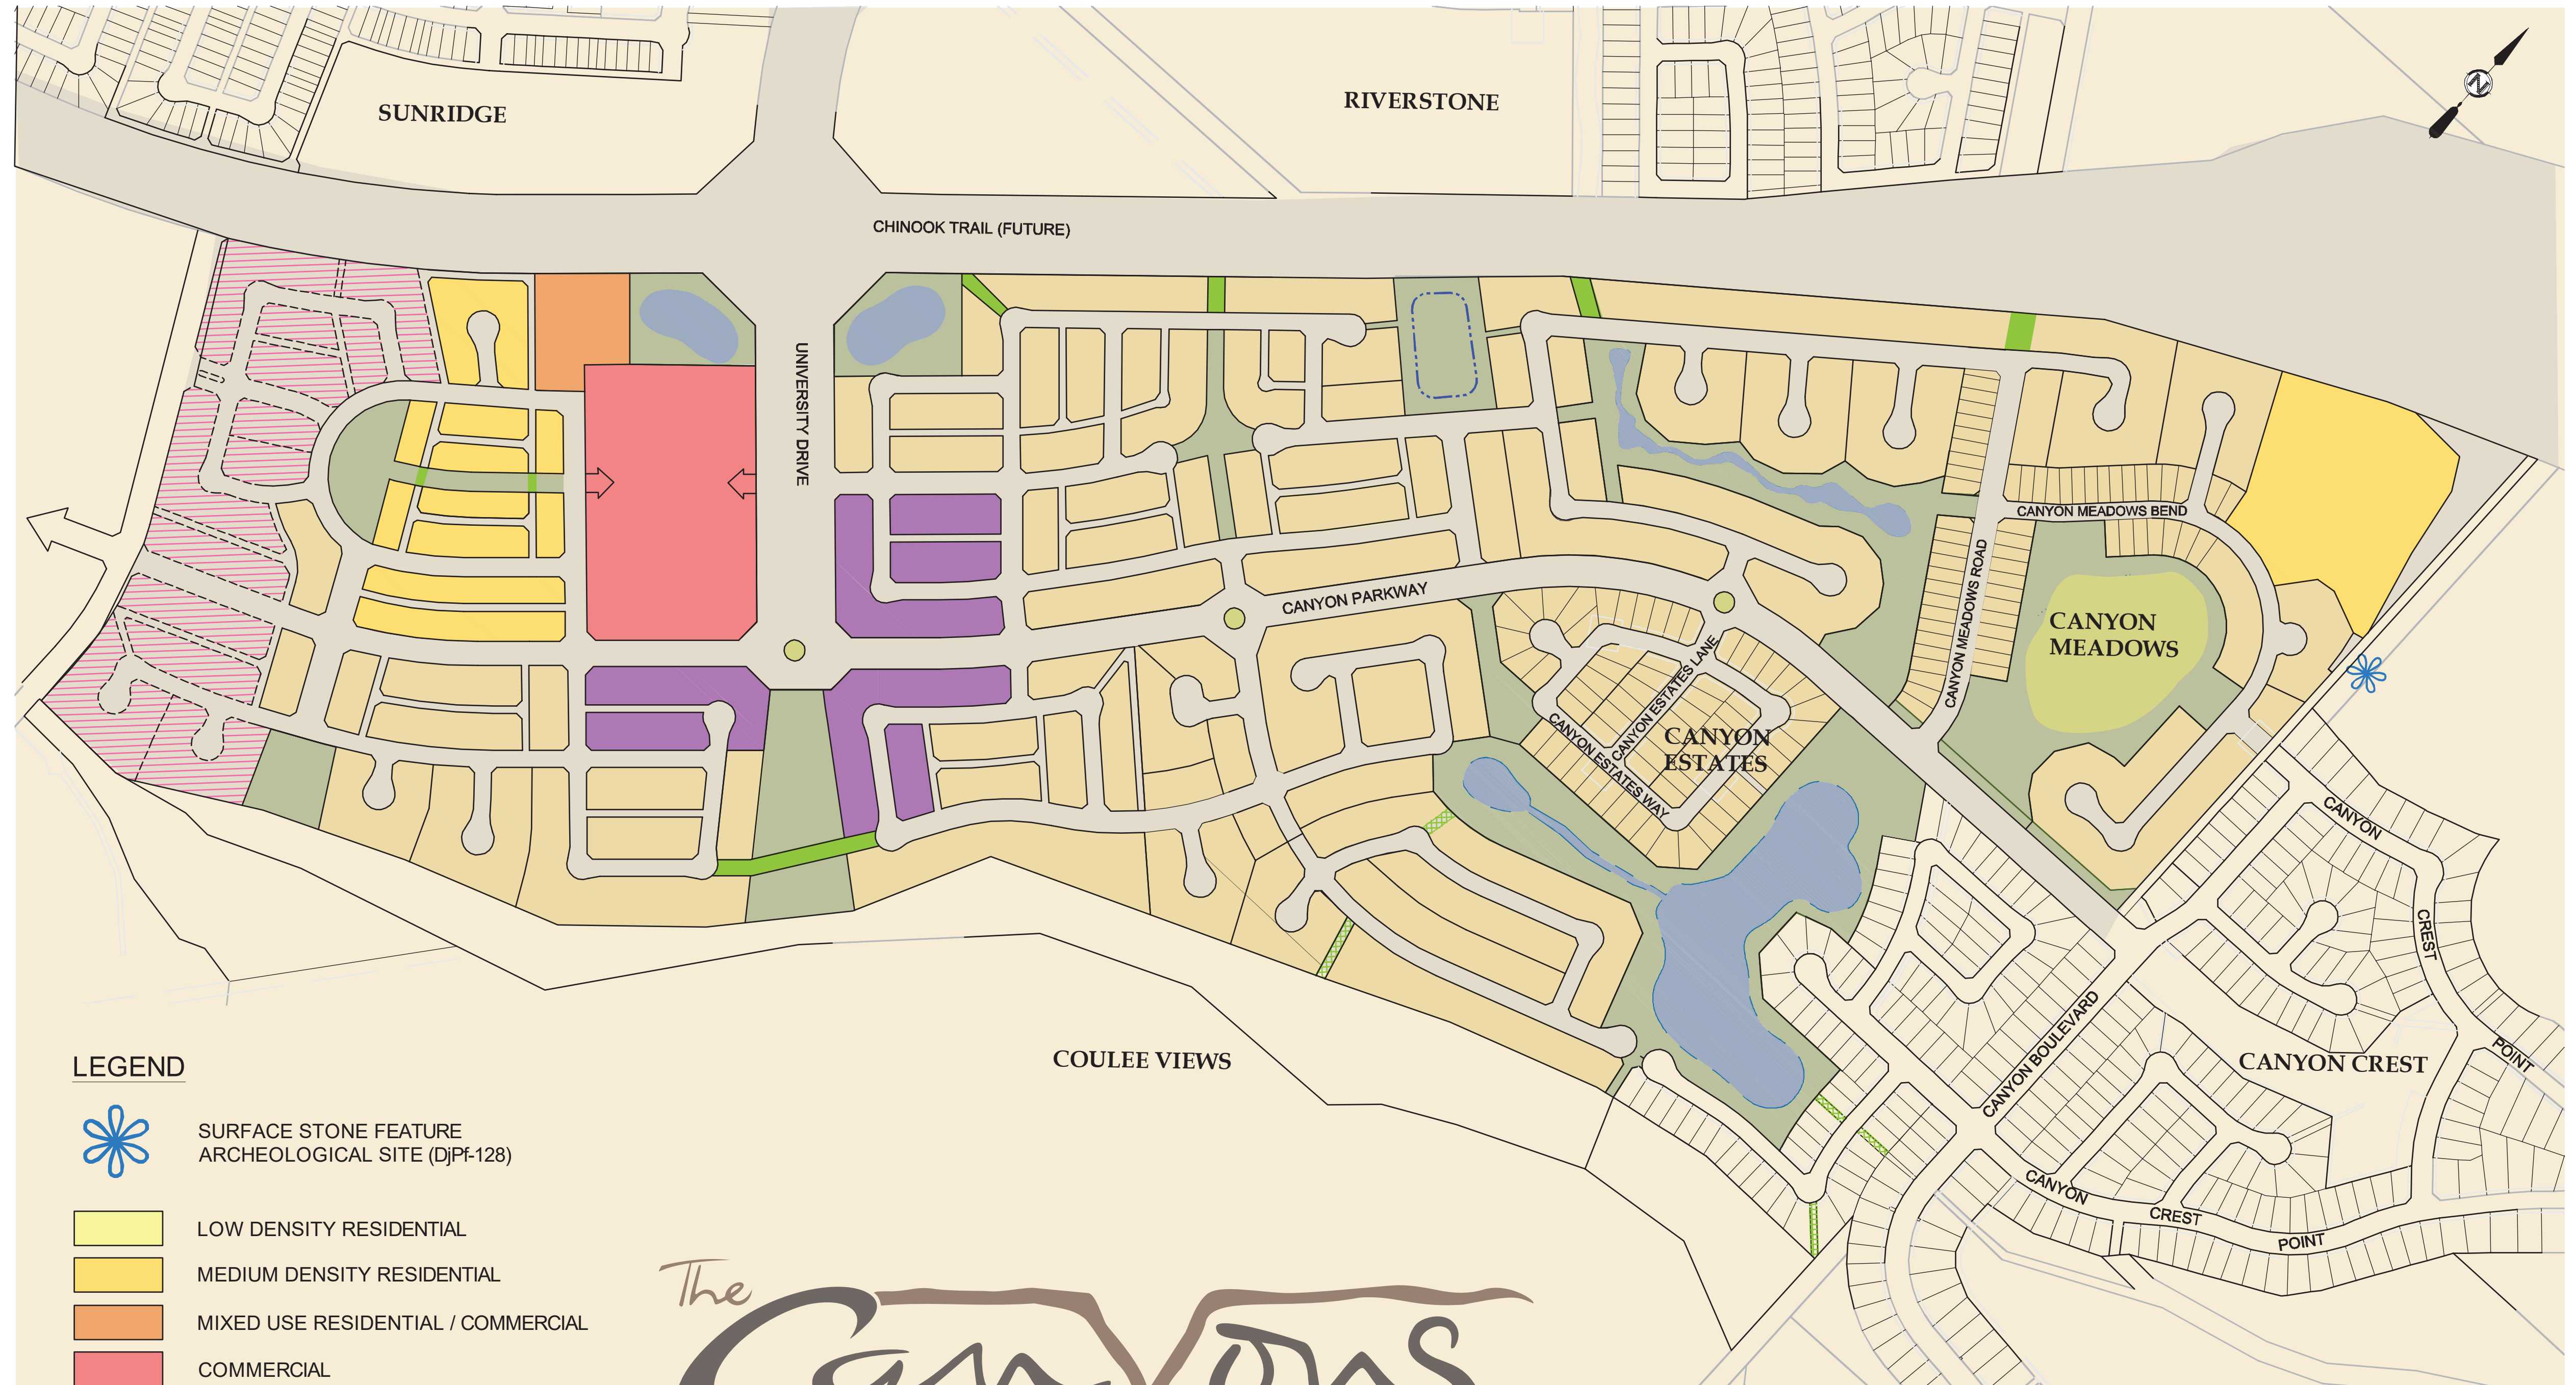 SUNRIDGE
RIVERSTONE
N
CHINOOK TRAIL (FUTURE)
UNIVERSITY DRIVE
CANYON MEADOWS BEND
CANYON MEADOWS ROAD
CANYON
MEADOWS
CANYON PARKWAY
CANYON ESTATES LANE
CANYON ESTATES WAY
CANYON
ESTATES
CANYON
CREST
POINT
CANYON BOULEVARD
CANYON CREST
COULEE VIEWS
CANYON
CREST
POINT
LEGEND
SURFACE STONE FEATURE
ARCHEOLOGICAL SITE (DjPf-128)
LOW DENSITY RESIDENTIAL
MEDIUM DENSITY RESIDENTIAL
MIXED USE RESIDENTIAL / COMMERCIAL
COMMERCIAL
The
Canyons